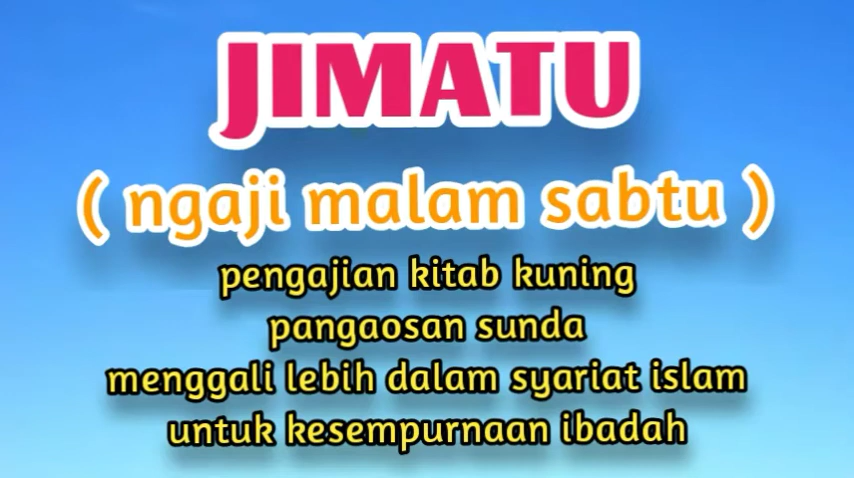 JIMATU
( ngaji malam sabtu )
pengajian kitab kuning
pangaosan sunda
menggali lebih dalam syariat islam
untuk kesempurnaan ibadah